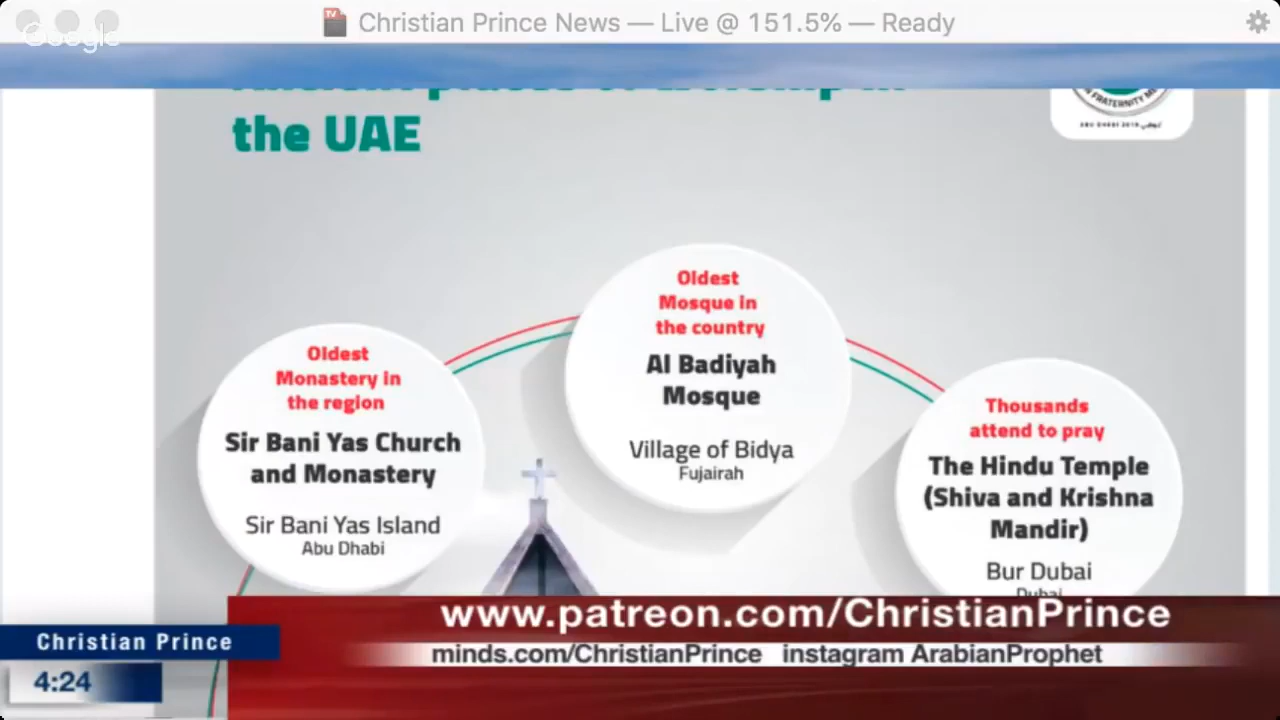 Christian Prince News — Live @ 151.5% — Ready
Google
the UAE
Oldest
Monastery in
the region
Sir Bani Yas Church
and Monastery
Sir Bani Yas Island
Abu Dhabi
Oldest
Mosque in
the country
Al Badiyah
Mosque
Village of Bidya
Fujairah
Thousands
attend to pray
The Hindu Temple
(Shiva and Krishna
Mandir)
Bur Dubai
Dubai
www.patreon.com/ChristianPrince
minds.com/ChristianPrince instagram ArabianProphet
Christian Prince
4:24